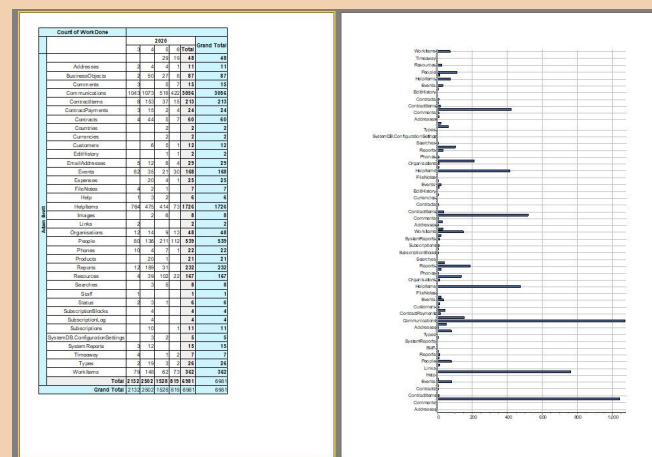 Count of WorkDone
2020 Grand Total
3 4 5 6 Total
29 19 48 48
Addresses 2 4 4 1 11 11
BusinessObjects 2 50 27 8 87 87
Comments 3 5 7 15 15
Communications 1043 1073 518 422 3056 3056
ContractItems 8 153 37 15 213 213
ContractPayments 3 15 2 4 24 24
Contracts 4 44 5 7 60 60
Countries 2 2 2
Currencies 2 2 2
Customers 6 5 1 12 12
EditHistory 1 1 2 2
EmailAddresses 5 12 8 4 29 29
Events 82 35 21 30 168 168
Expenses 20 4 1 25 25
FileNotes 4 2 1 7 7
Help 1 3 2 6 6
HelpItems 764 475 414 73 1726 1726
Images 2 6 8 8
Links 2 2 2
Organisations 12 14 9 13 48 48
People 80 136 211 112 539 539
Phones 10 4 7 1 22 22
Products 20 1 21 21
Reports 12 189 31 232 232
Resources 4 39 102 22 167 167
Searches 3 5 8 8
Staff 1 1 1
Status 2 3 1 6 6
SubscriptionBlocks 4 4 4
SubscriptionLog 4 4 4
Subscriptions 10 1 11 11
SystemDB.ConfigurationSettings 3 2 5 5
System Reports 3 12 15 15
Timeaway 4 1 2 7 7
Types 2 19 3 2 26 26
WorkItems 79 148 62 73 362 362
Total 2132 2502 1528 819 6981 6981
Grand Total 2132 2502 1528 819 6981 6981
WorkItems
Timeaway
Resources
People
HelpItems
Events
EditHistory
Contracts
ContractItems
Comments
Addresses
Types
SystemDB.ConfigurationSettings
Searches
Reports
Phones
Organisations
HelpItems
FileNotes
Events
EditHistory
Currencies
Contracts
ContractItems
Comments
Addresses
WorkItems
SystemReports
Subscriptions
SubscriptionBlocks
Searches
Reports
Phones
Organisations
HelpItems
FileNotes
Events
Customers
ContractPayments
Communications
Addresses
Types
SystemReports
Staff
Reports
People
Links
Help
Events
Contracts
ContractItems
Comments
Addresses
0 200 400 600 800 1,000